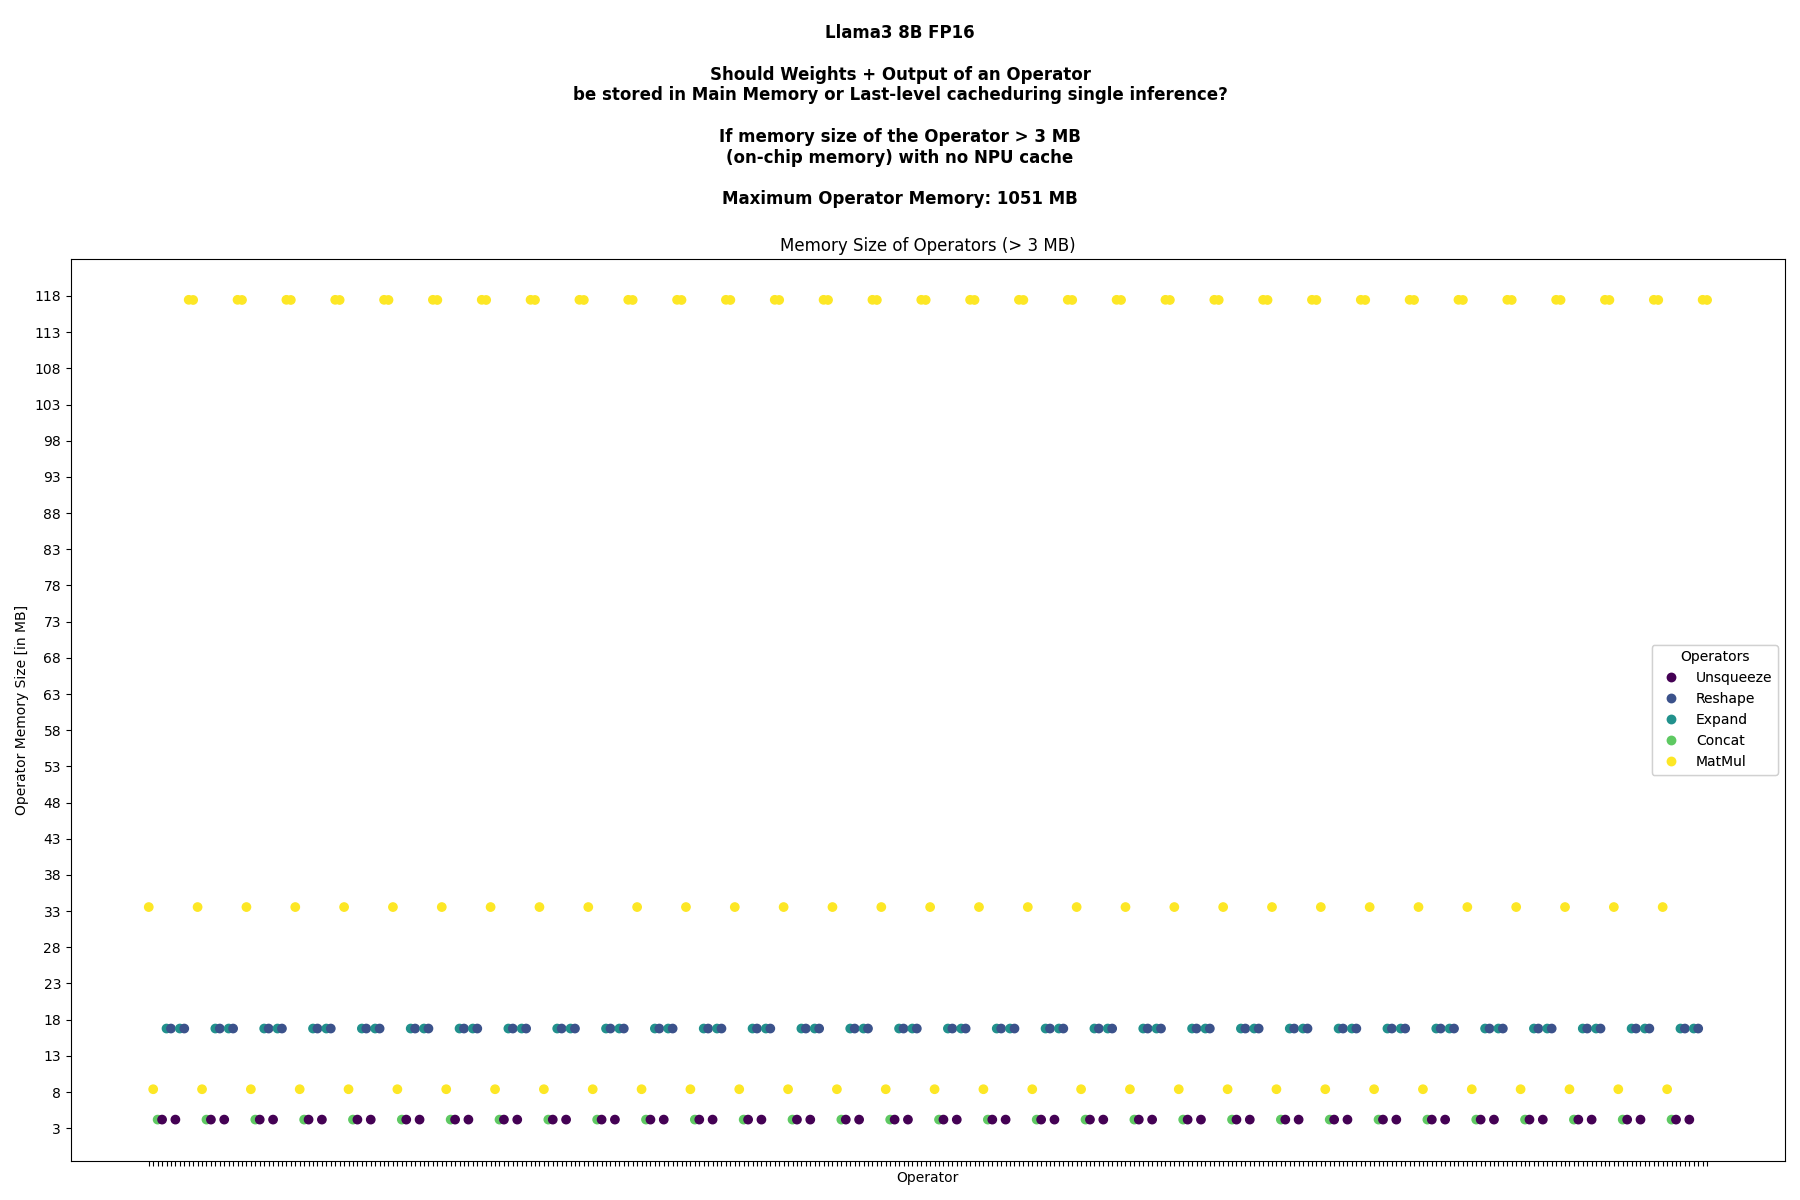 Llama3 8B FP16
Should Weights + Output of an Operator
be stored in Main Memory or Last-level cacheduring single inference?
If memory size of the Operator > 3 MB
(on-chip memory) with no NPU cache
Maximum Operator Memory: 1051 MB
Memory Size of Operators (> 3 MB)
Operator Memory Size [in MB]
118
113
108
103
98
93
88
83
78
73
68
63
58
53
48
43
38
33
28
23
18
13
8
3
Operators
Unsqueeze
Reshape
Expand
Concat
MatMul
Operator